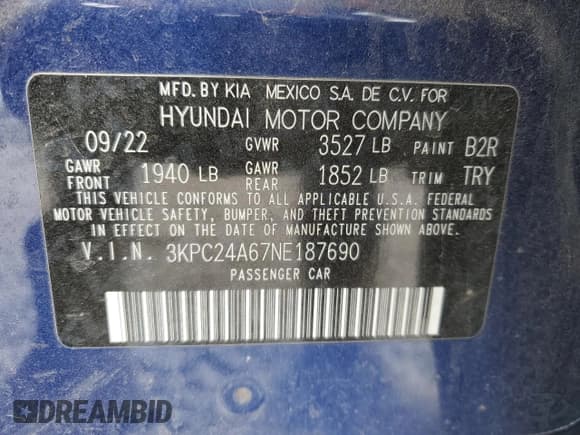 MFD. BY KIA MEXICO S.A. DE C.V. FOR
HYUNDAI MOTOR COMPANY
09/22 GVWR 3527 LB PAINT B2R
GAWR FRONT 1940 LB GAWR REAR 1852 LB TRIM TRY
THIS VEHICLE CONFORMS TO ALL APPLICABLE U.S.A. FEDERAL
MOTOR VEHICLE SAFETY, BUMPER, AND THEFT PREVENTION STANDARDS
IN EFFECT ON THE DATE OF MANUFACTURE SHOWN ABOVE.
V.I.N. 3KPC24A67NE187690
PASSENGER CAR
DREAMBID